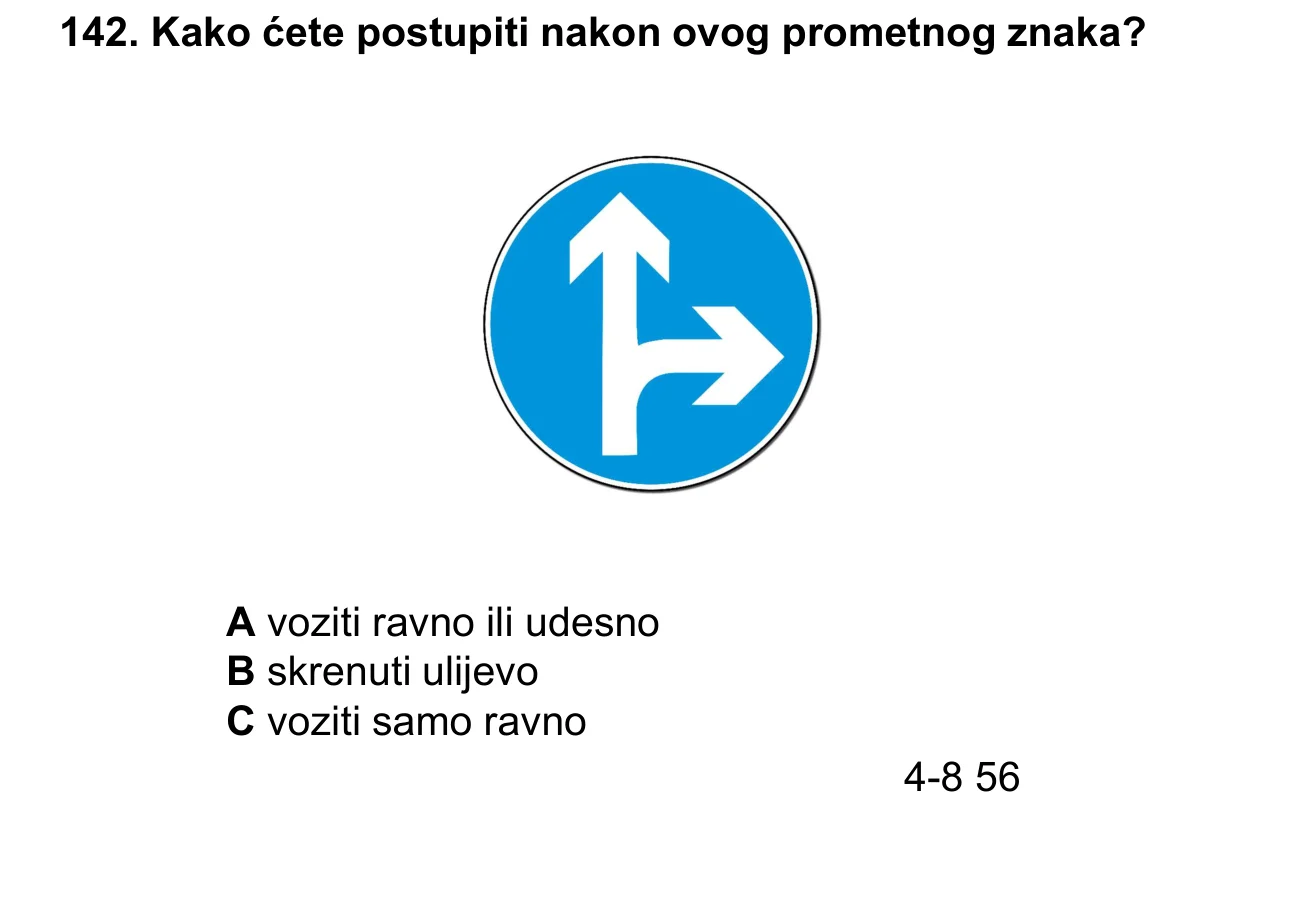 142. Kako ćete postupiti nakon ovog prometnog znaka?
A voziti ravno ili udesno
B skrenuti ulijevo
C voziti samo ravno
4-8 56